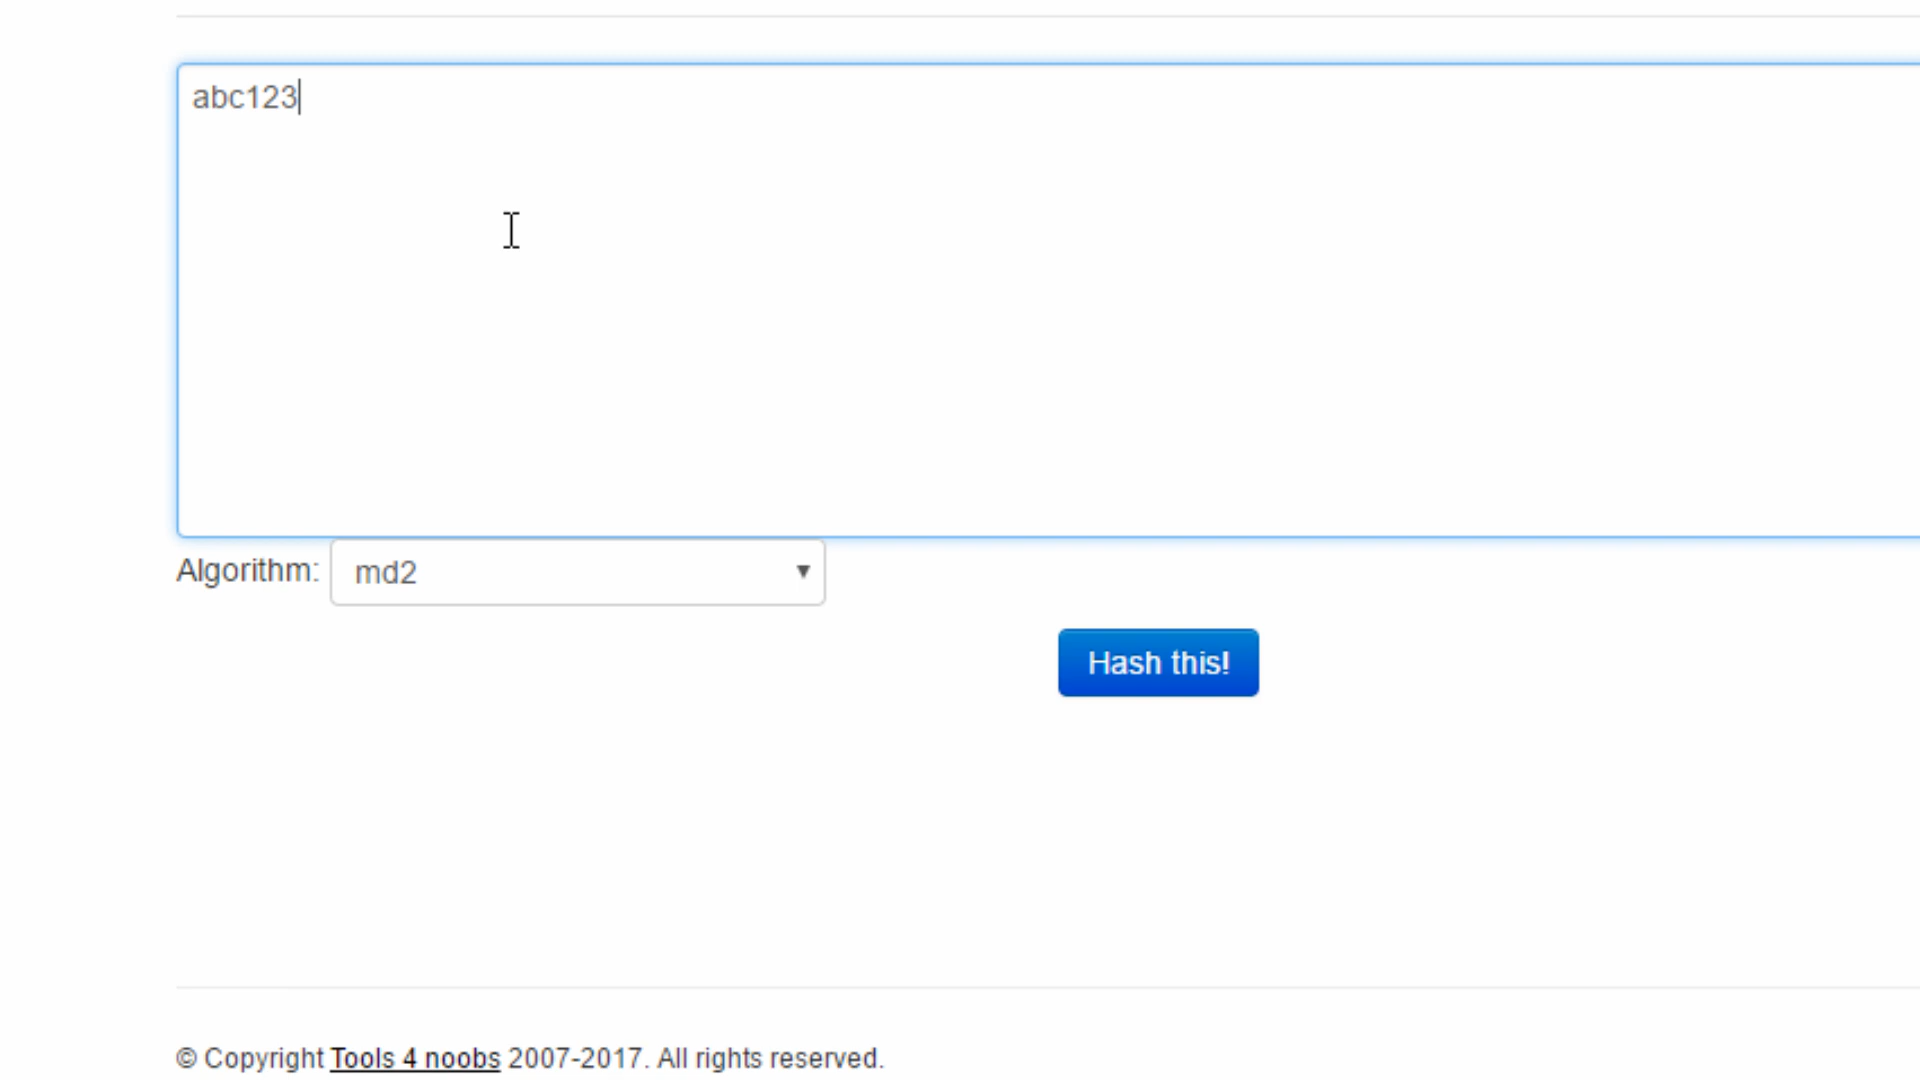 abc123
Algorithm: md2
Hash this!
© Copyright Tools 4 noobs 2007-2017. All rights reserved.